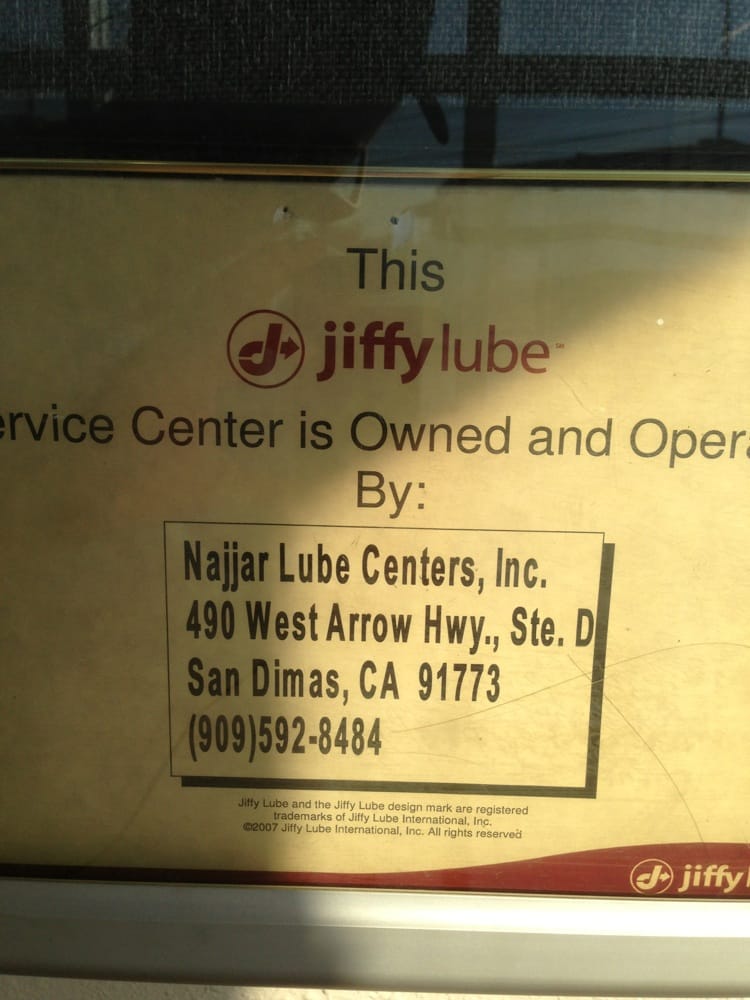 This
jiffy lube℠
ervice Center is Owned and Opera
By:
Najjar Lube Centers, Inc.
490 West Arrow Hwy., Ste. D
San Dimas, CA 91773
(909)592-8484
Jiffy Lube and the Jiffy Lube design mark are registered
trademarks of Jiffy Lube International, Inc.
©2007 Jiffy Lube International, Inc. All rights reserved
jiffy l